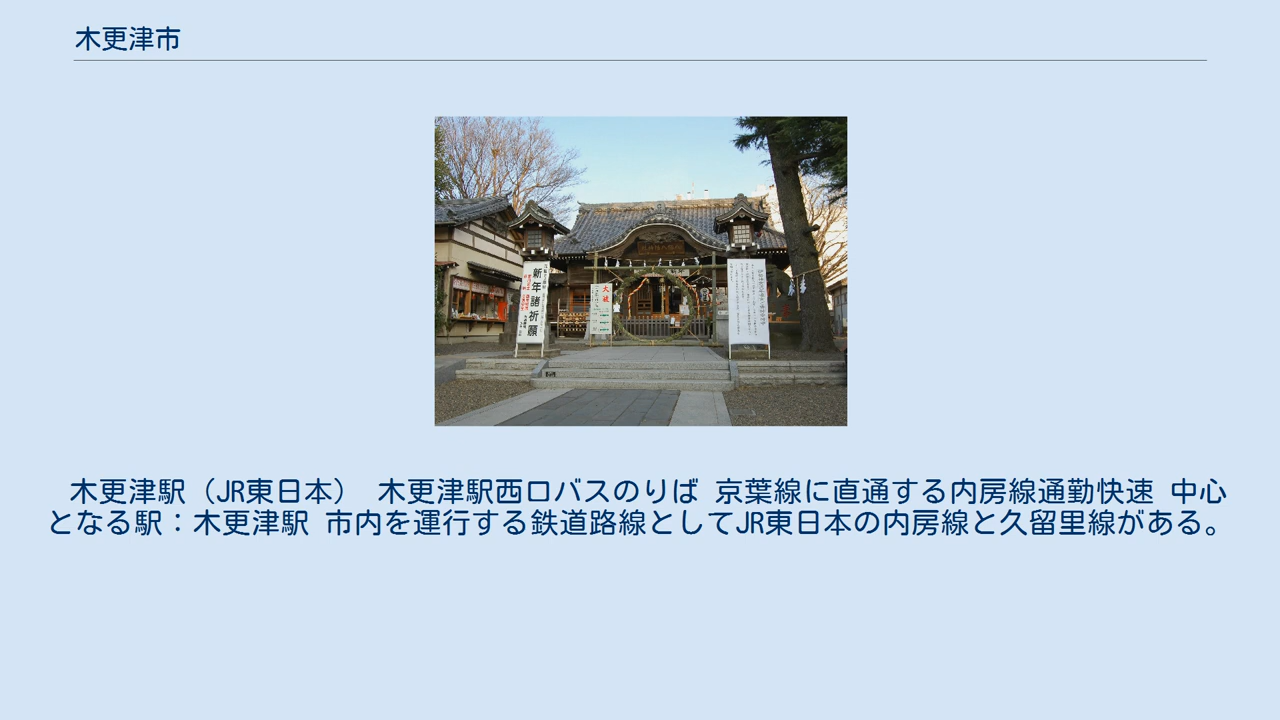 木更津市
新年諸祈願
大祓
木更津駅（JR東日本） 木更津駅西口バスのりば 京葉線に直通する内房線通勤快速 中心
となる駅：木更津駅 市内を運行する鉄道路線としてJR東日本の内房線と久留里線がある。